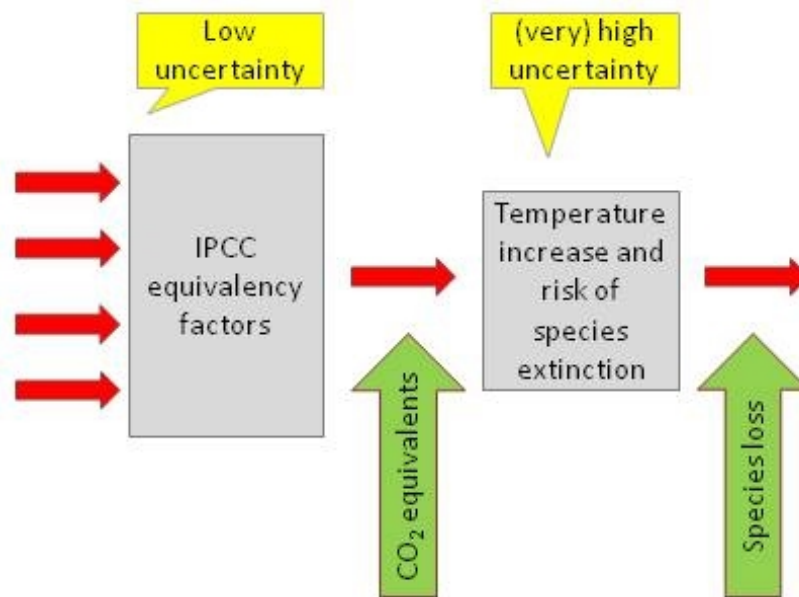 Low
uncertainty
(very) high
uncertainty
IPCC
equivalency
factors
Temperature
increase and
risk of
species
extinction
CO₂ equivalents
Species loss